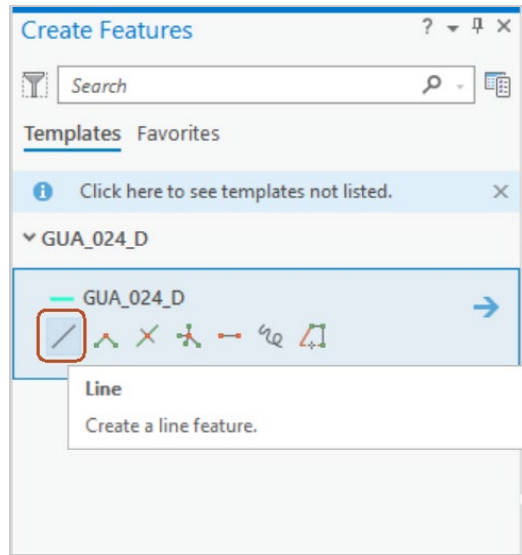 Create Features
Search
Templates Favorites
Click here to see templates not listed.
GUA_024_D
GUA_024_D
Line
Create a line feature.